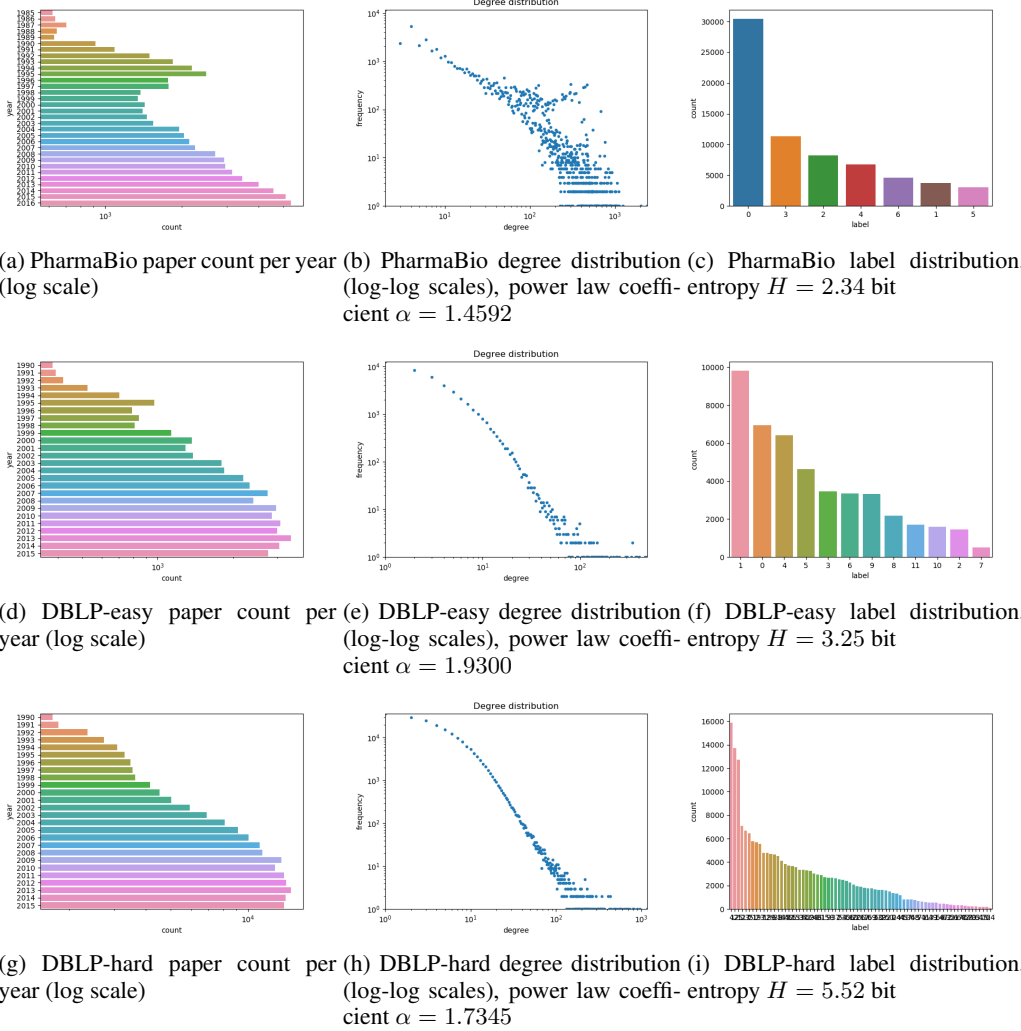 1985
1986
1987
1988
1989
1990
1991
1992
1993
1994
1995
1996
1997
1998
1999
2000
2001
2002
2003
2004
2005
2006
2007
2008
2009
2010
2011
2012
2013
2014
2015
2016
year
10³
count
Degree distribution
10⁴
10³
10²
10¹
10⁰
frequency
10¹ 10² 10³
degree
30000
25000
20000
15000
10000
5000
0
count
0 3 2 4 6 1 5
label
(a) PharmaBio paper count per year
(log scale)
(b) PharmaBio degree distribution
(log-log scales), power law coeffi-
cient α = 1.4592
(c) PharmaBio label distribution.
entropy H = 2.34 bit
1990
1991
1992
1993
1994
1995
1996
1997
1998
1999
2000
2001
2002
2003
2004
2005
2006
2007
2008
2009
2010
2011
2012
2013
2014
2015
year
10³
count
Degree distribution
10⁴
10³
10²
10¹
10⁰
frequency
10⁰ 10¹ 10²
degree
10000
8000
6000
4000
2000
0
count
1 0 4 5 3 6 9 8 11 10 2 7
label
(d) DBLP-easy paper count per
year (log scale)
(e) DBLP-easy degree distribution
(log-log scales), power law coeffi-
cient α = 1.9300
(f) DBLP-easy label distribution.
entropy H = 3.25 bit
1990
1991
1992
1993
1994
1995
1996
1997
1998
1999
2000
2001
2002
2003
2004
2005
2006
2007
2008
2009
2010
2011
2012
2013
2014
2015
year
10⁴
count
Degree distribution
10⁴
10³
10²
10¹
10⁰
frequency
10⁰ 10¹ 10² 10³
degree
16000
14000
12000
10000
8000
6000
4000
2000
0
count
label
(g) DBLP-hard paper count per
year (log scale)
(h) DBLP-hard degree distribution
(log-log scales), power law coeffi-
cient α = 1.7345
(i) DBLP-hard label distribution.
entropy H = 5.52 bit